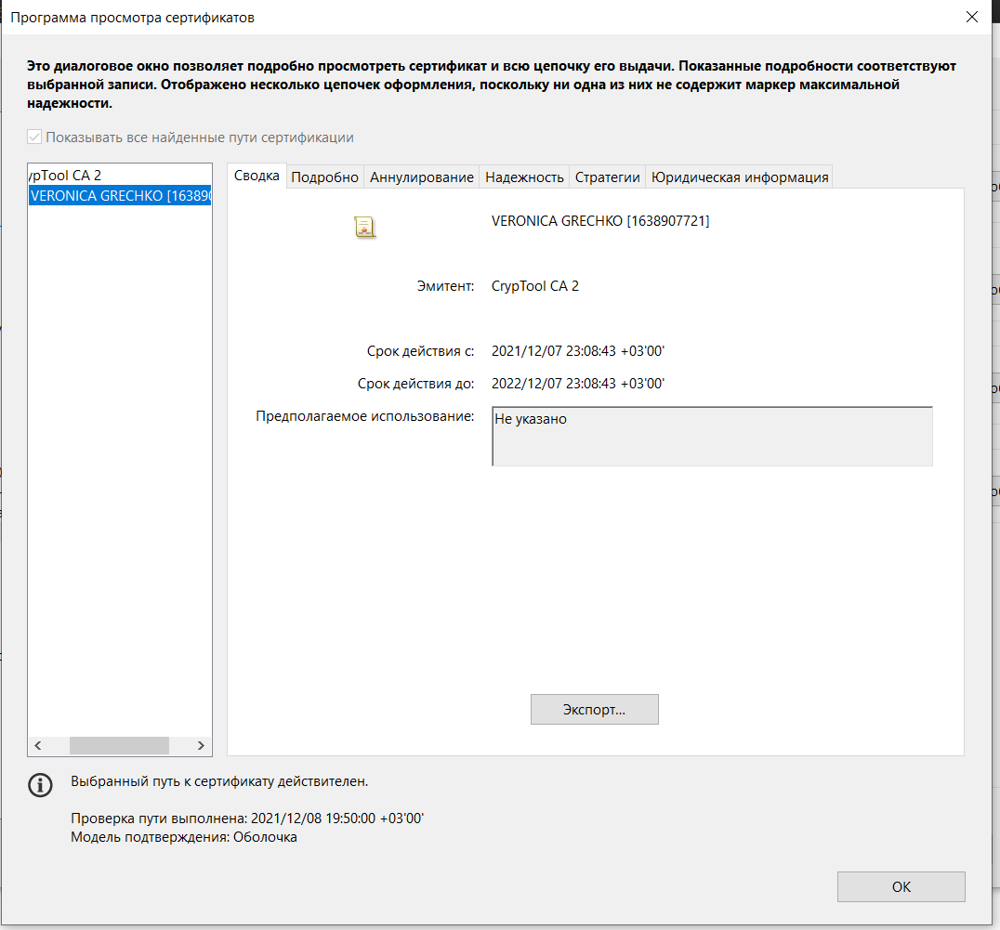 Программа просмотра сертификатов
Это диалоговое окно позволяет подробно просмотреть сертификат и всю цепочку его выдачи. Показанные подробности соответствуют
выбранной записи. Отображено несколько цепочек оформления, поскольку ни одна из них не содержит маркер максимальной
надежности.
Показывать все найденные пути сертификации
ypTool CA 2
VERONICA GRECHKO [163890
Сводка Подробно Аннулирование Надежность Стратегии Юридическая информация
VERONICA GRECHKO [1638907721]
Эмитент: CrypTool CA 2
Срок действия с: 2021/12/07 23:08:43 +03'00'
Срок действия до: 2022/12/07 23:08:43 +03'00'
Предполагаемое использование: Не указано
Экспорт...
Выбранный путь к сертификату действителен.
Проверка пути выполнена: 2021/12/08 19:50:00 +03'00'
Модель подтверждения: Оболочка
OK